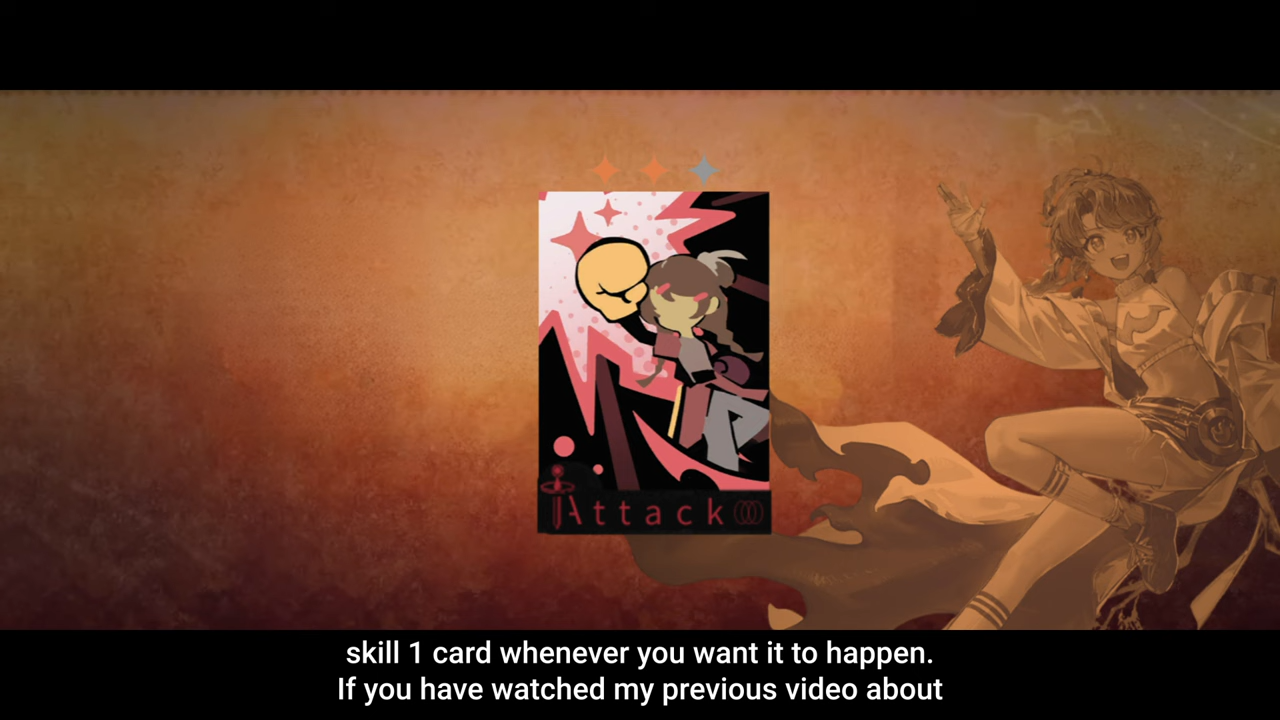 Attack
skill 1 card whenever you want it to happen.
If you have watched my previous video about